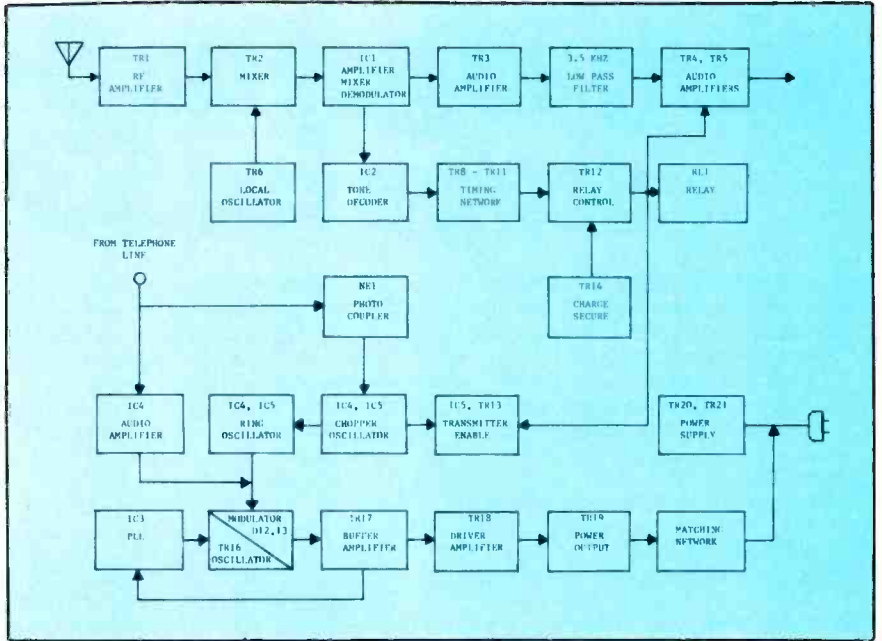 TR1
RF
AMPLIFIER
TR2
MIXER
IC1
AMPLIFIER
MIXER
DEMODULATOR
TR3
AUDIO
AMPLIFIER
3.5 KHZ
LOW PASS
FILTER
TR4, TR5
AUDIO
AMPLIFIERS
TR6
LOCAL
OSCILLATOR
IC2
TONE
DECODER
TR8 - TR11
TIMING
NETWORK
TR12
RELAY
CONTROL
RL1
RELAY
FROM TELEPHONE
LINE
NE1
PHOTO
COUPLER
TR14
CHARGE
SECURE
IC4
AUDIO
AMPLIFIER
IC4, IC5
RING
OSCILLATOR
IC4, IC5
CHOPPER
OSCILLATOR
IC5, TR13
TRANSMITTER
ENABLE
TR20, TR21
POWER
SUPPLY
IC3
PLL
MODULATOR
D12,13
TR16
OSCILLATOR
TR17
BUFFER
AMPLIFIER
TR18
DRIVER
AMPLIFIER
TR19
POWER
OUTPUT
MATCHING
NETWORK